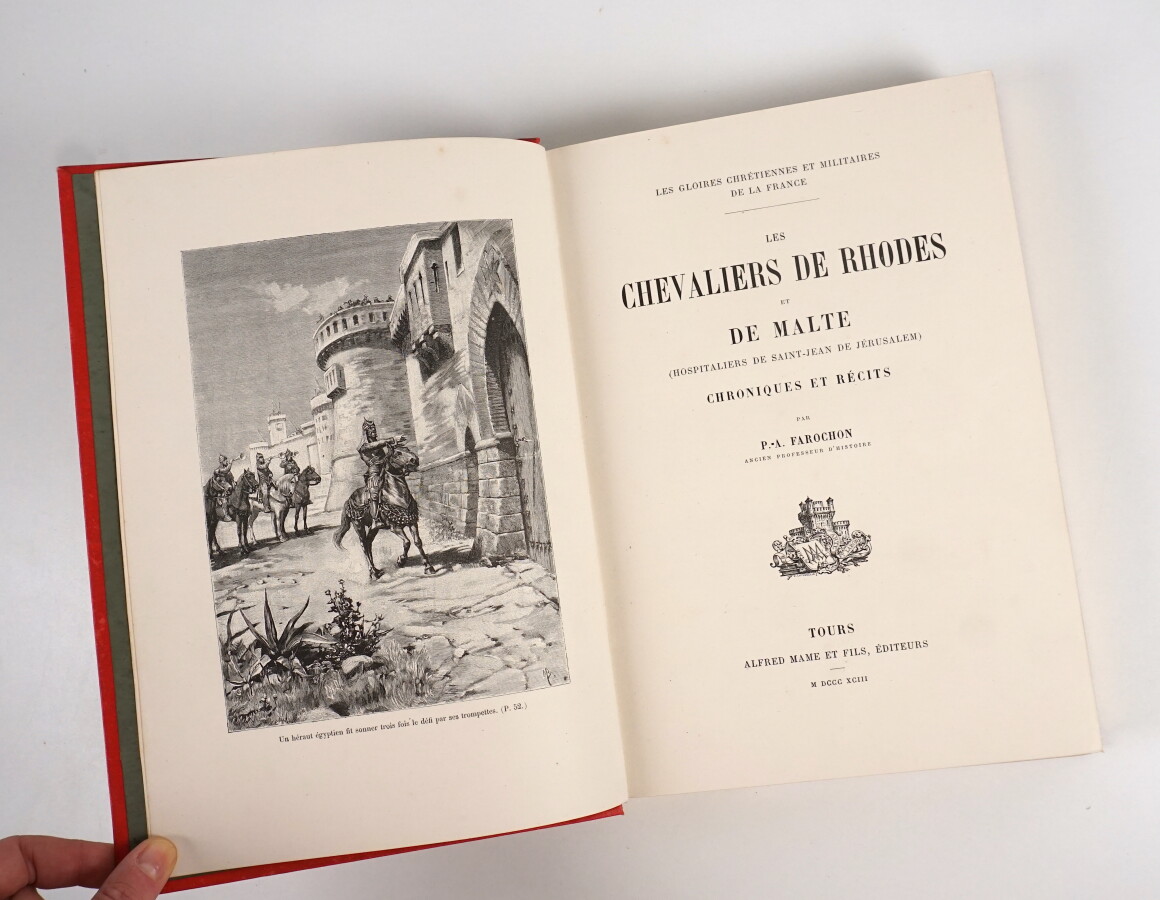 Un héraut égyptien fit sonner trois fois le défi par ses trompettes. (P. 52.)
LES GLOIRES CHRÉTIENNES ET MILITAIRES
DE LA FRANCE
LES
CHEVALIERS DE RHODES
ET
DE MALTE
(HOSPITALIERS DE SAINT-JEAN DE JÉRUSALEM)
CHRONIQUES ET RÉCITS
PAR
P.-A. FAROCHON
ANCIEN PROFESSEUR D'HISTOIRE
TOURS
ALFRED MAME ET FILS, ÉDITEURS
M DCCC XCIII